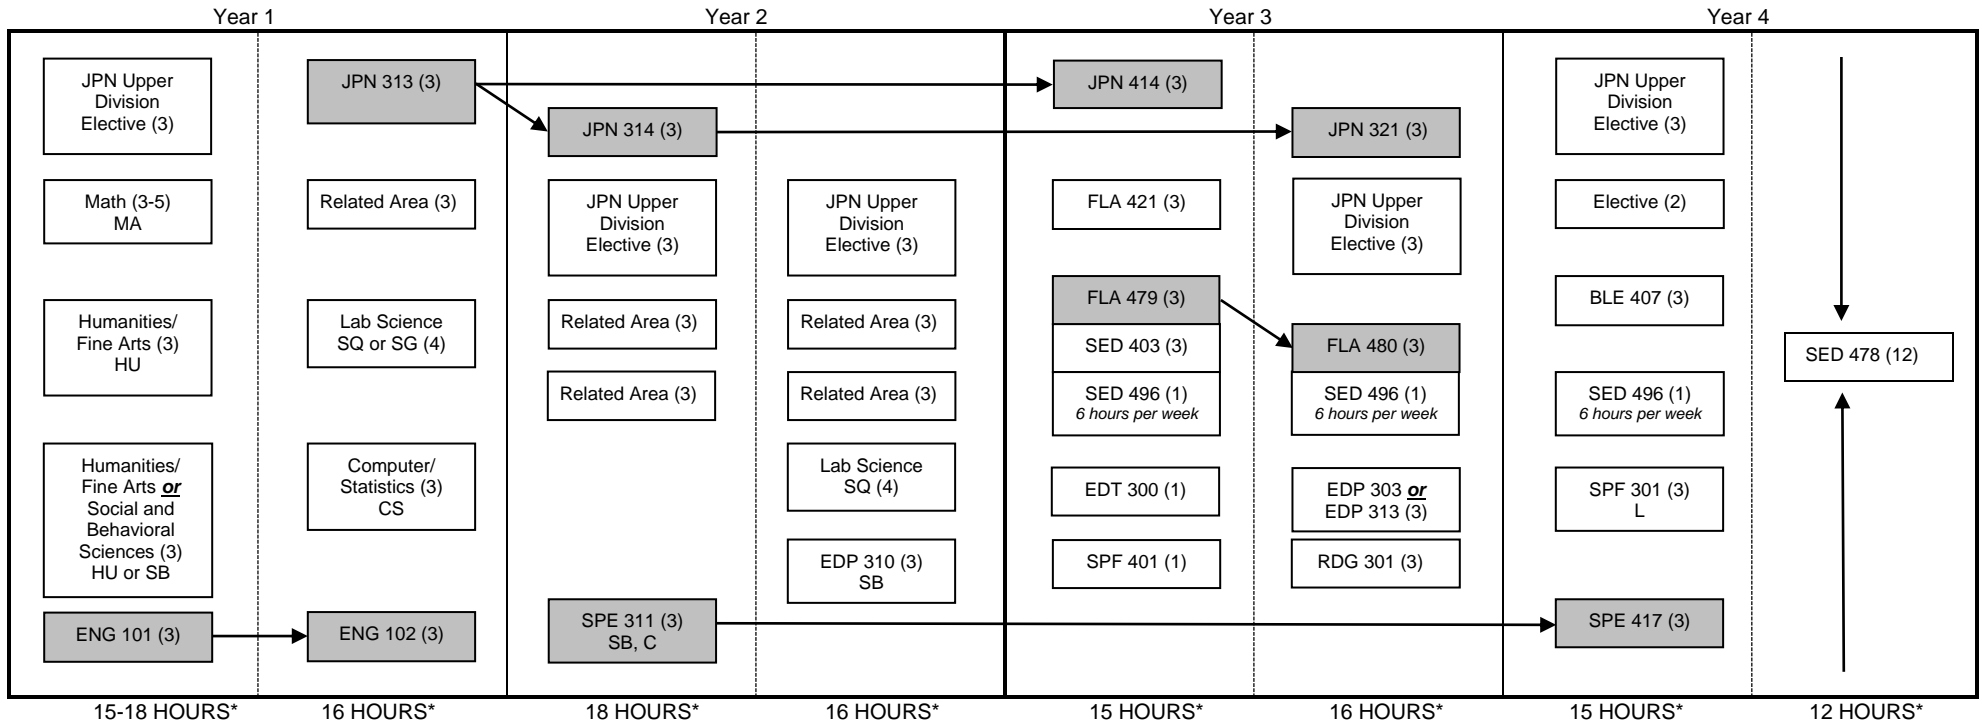 Year 1
Year 2
Year 3
Year 4
JPN Upper
Division
Elective (3)
Math (3-5)
MA
Humanities/
Fine Arts (3)
HU
Humanities/
Fine Arts or
Social and
Behavioral
Sciences (3)
HU or SB
ENG 101 (3)
15-18 HOURS*
JPN 313 (3)
Related Area (3)
Lab Science
SQ or SG (4)
Computer/
Statistics (3)
CS
ENG 102 (3)
16 HOURS*
JPN 314 (3)
JPN Upper
Division
Elective (3)
Related Area (3)
Related Area (3)
SPE 311 (3)
SB, C
18 HOURS*
JPN Upper
Division
Elective (3)
Related Area (3)
Related Area (3)
Lab Science
SQ (4)
EDP 310 (3)
SB
16 HOURS*
JPN 414 (3)
FLA 421 (3)
FLA 479 (3)
SED 403 (3)
SED 496 (1)
6 hours per week
EDT 300 (1)
SPF 401 (1)
15 HOURS*
JPN 321 (3)
JPN Upper
Division
Elective (3)
FLA 480 (3)
SED 496 (1)
6 hours per week
EDP 303 or
EDP 313 (3)
RDG 301 (3)
16 HOURS*
JPN Upper
Division
Elective (3)
Elective (2)
BLE 407 (3)
SED 496 (1)
6 hours per week
SPF 301 (3)
L
SPE 417 (3)
15 HOURS*
SED 478 (12)
12 HOURS*